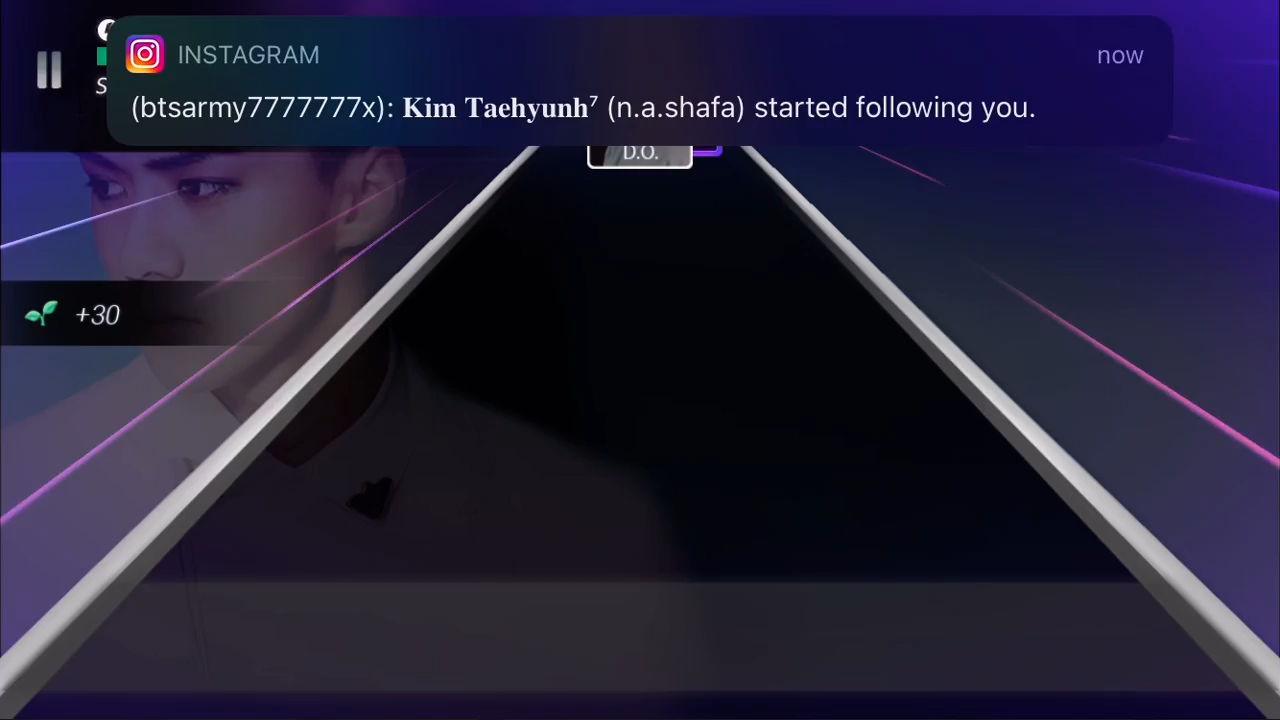 INSTAGRAM
now
(btsarmy7777777x): Kim Taehyunh⁷ (n.a.shafa) started following you.
D.O.
+30